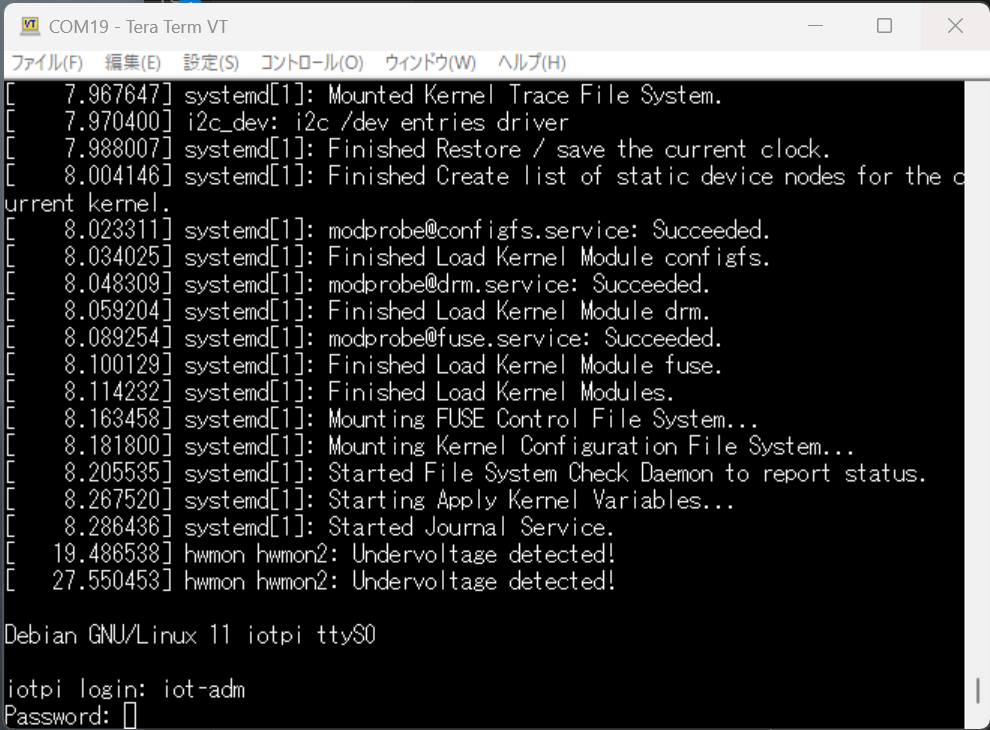 COM19 - Tera Term VT
ファイル(F) 編集(E) 設定(S) コントロール(O) ウィンドウ(W) ヘルプ(H)
[    7.967647] systemd[1]: Mounted Kernel Trace File System.
[    7.970400] i2c_dev: i2c /dev entries driver
[    7.988007] systemd[1]: Finished Restore / save the current clock.
[    8.004146] systemd[1]: Finished Create list of static device nodes for the c
urrent kernel.
[    8.023311] systemd[1]: modprobe@configfs.service: Succeeded.
[    8.034025] systemd[1]: Finished Load Kernel Module configfs.
[    8.048309] systemd[1]: modprobe@drm.service: Succeeded.
[    8.059204] systemd[1]: Finished Load Kernel Module drm.
[    8.089254] systemd[1]: modprobe@fuse.service: Succeeded.
[    8.100129] systemd[1]: Finished Load Kernel Module fuse.
[    8.114232] systemd[1]: Finished Load Kernel Modules.
[    8.163458] systemd[1]: Mounting FUSE Control File System...
[    8.181800] systemd[1]: Mounting Kernel Configuration File System...
[    8.205535] systemd[1]: Started File System Check Daemon to report status.
[    8.267520] systemd[1]: Starting Apply Kernel Variables...
[    8.286436] systemd[1]: Started Journal Service.
[   19.486538] hwmon hwmon2: Undervoltage detected!
[   27.550453] hwmon hwmon2: Undervoltage detected!
Debian GNU/Linux 11 iotpi ttyS0
iotpi login: iot-adm
Password: